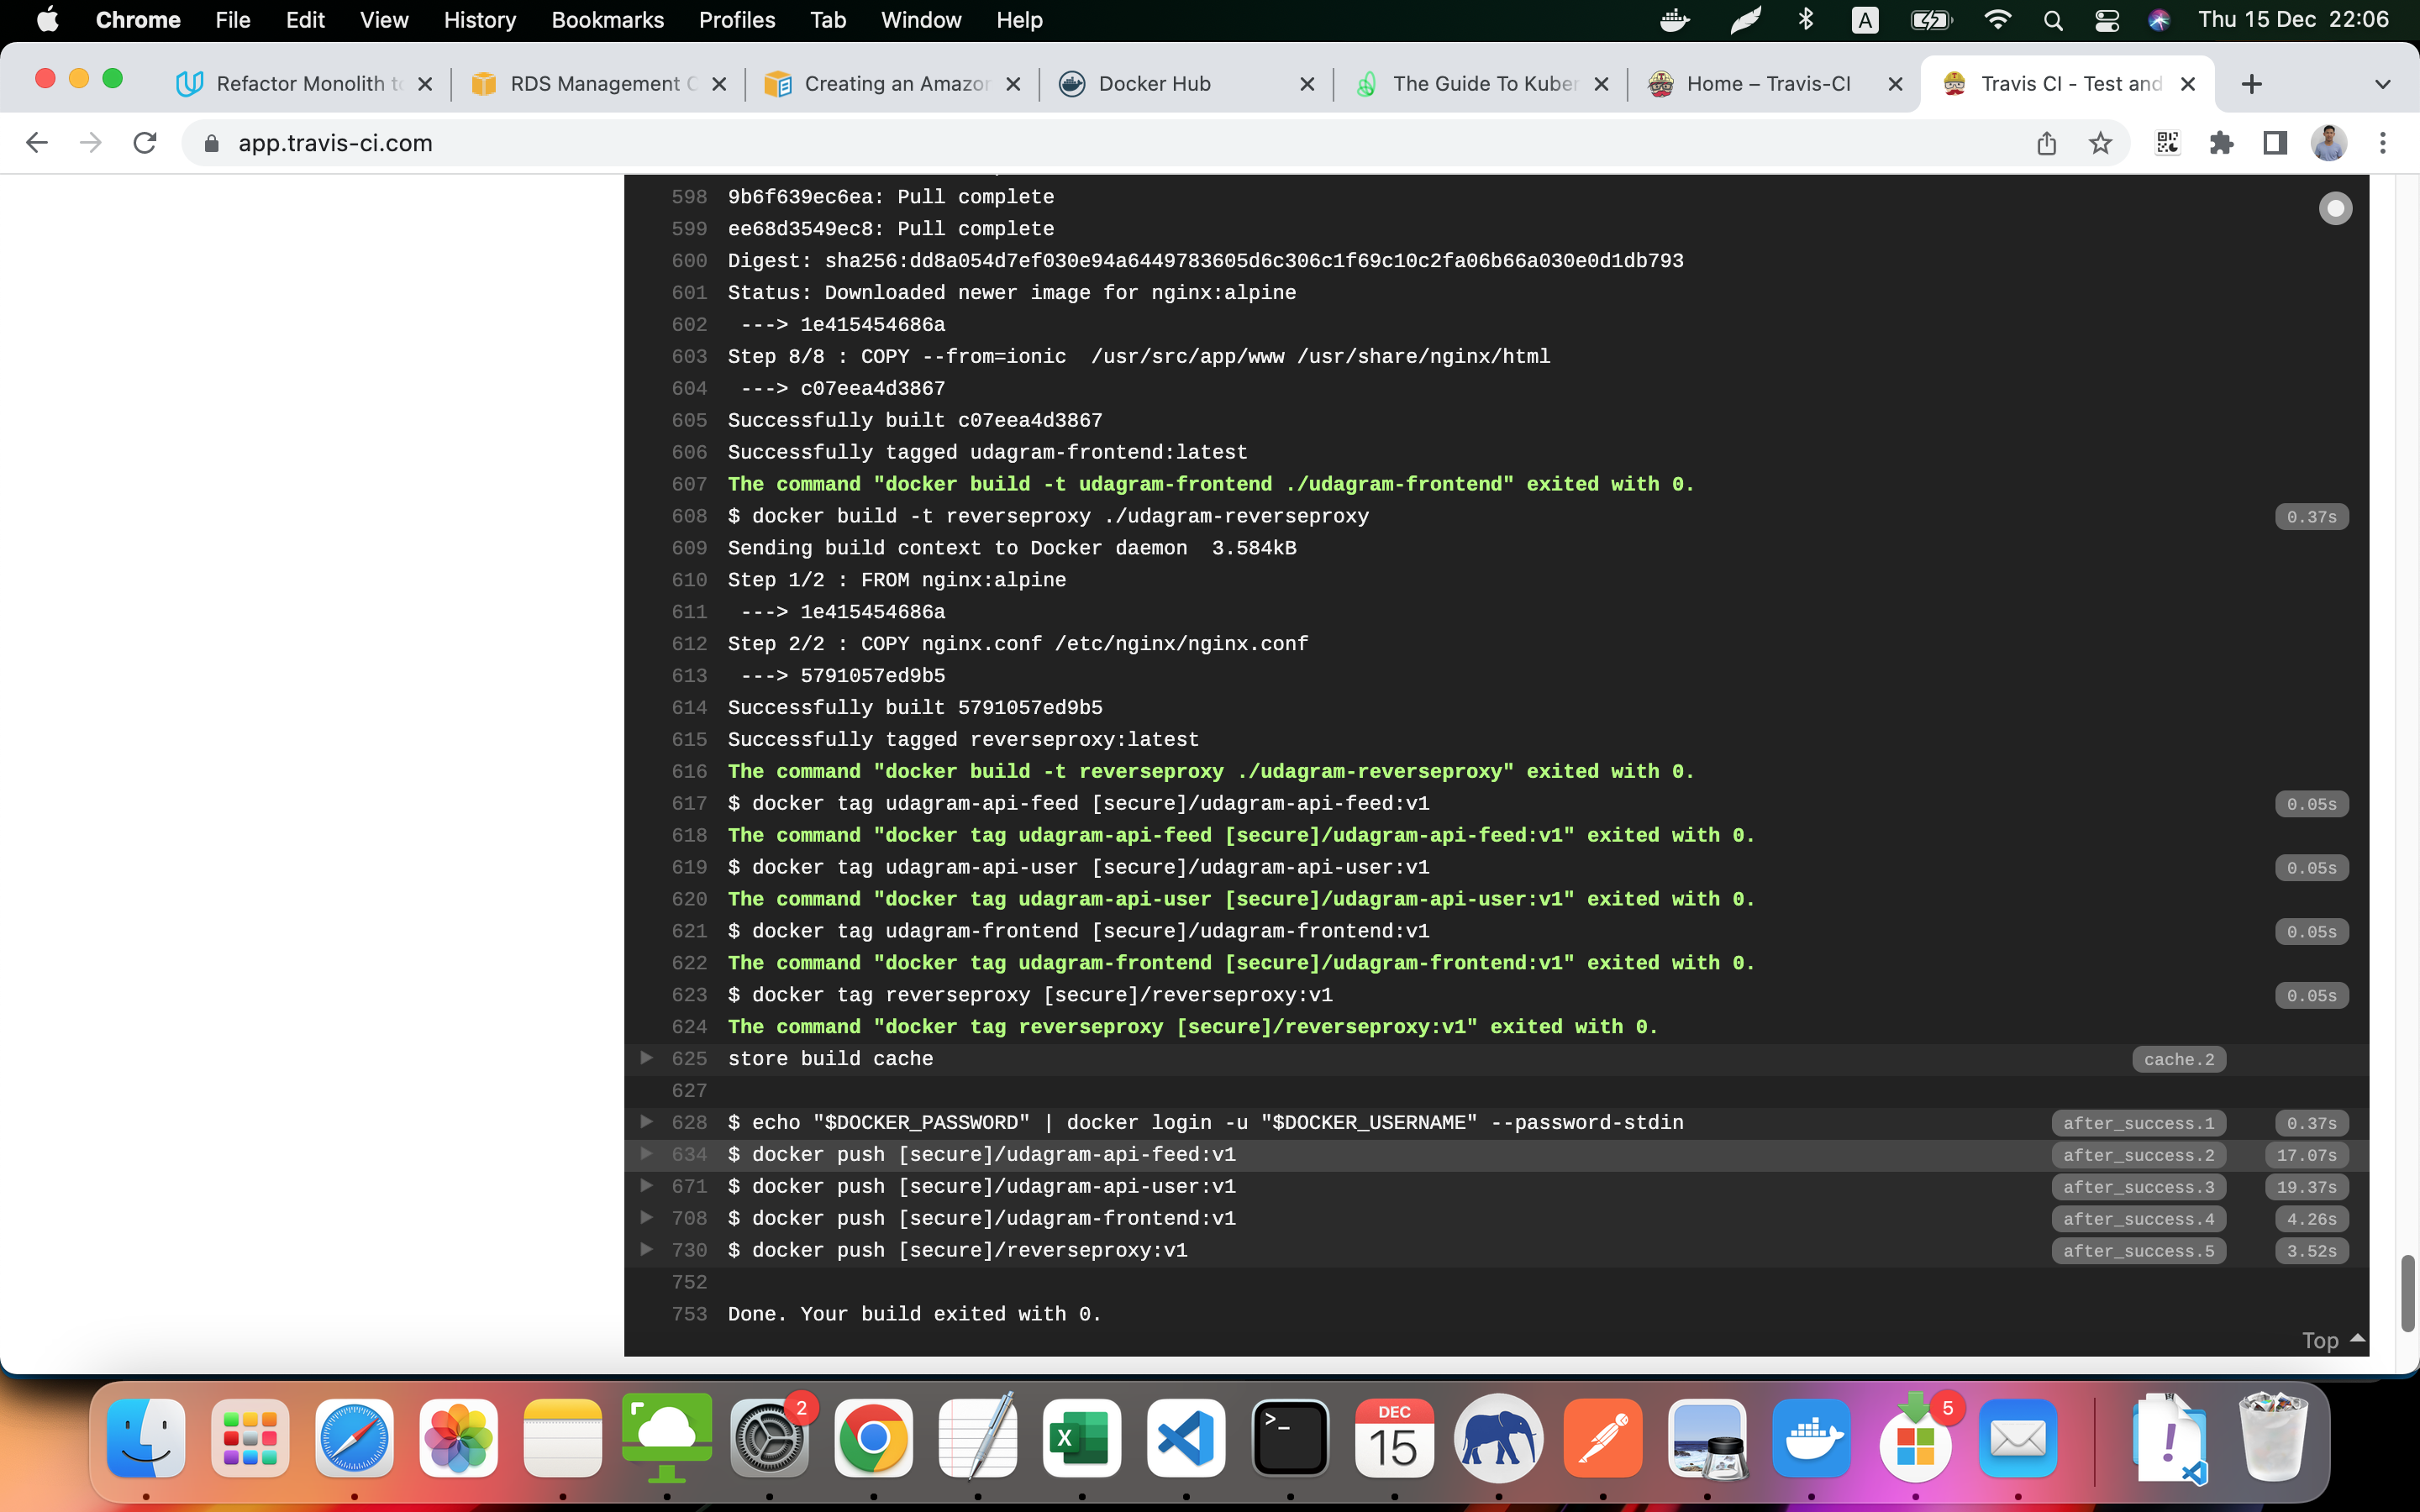 Chrome File Edit View History Bookmarks Profiles Tab Window Help A Thu 15 Dec 22:06
Refactor Monolith to RDS Management C Creating an Amazon Docker Hub The Guide To Kuber Home – Travis-CI Travis CI - Test and
app.travis-ci.com
598 9b6f639ec6ea: Pull complete
599 ee68d3549ec8: Pull complete
600 Digest: sha256:dd8a054d7ef030e94a6449783605d6c306c1f69c10c2fa06b66a030e0d1db793
601 Status: Downloaded newer image for nginx:alpine
602 ---> 1e415454686a
603 Step 8/8 : COPY --from=ionic  /usr/src/app/www /usr/share/nginx/html
604 ---> c07eea4d3867
605 Successfully built c07eea4d3867
606 Successfully tagged udagram-frontend:latest
607 The command "docker build -t udagram-frontend ./udagram-frontend" exited with 0.
608 $ docker build -t reverseproxy ./udagram-reverseproxy 0.37s
609 Sending build context to Docker daemon  3.584kB
610 Step 1/2 : FROM nginx:alpine
611 ---> 1e415454686a
612 Step 2/2 : COPY nginx.conf /etc/nginx/nginx.conf
613 ---> 5791057ed9b5
614 Successfully built 5791057ed9b5
615 Successfully tagged reverseproxy:latest
616 The command "docker build -t reverseproxy ./udagram-reverseproxy" exited with 0.
617 $ docker tag udagram-api-feed [secure]/udagram-api-feed:v1 0.05s
618 The command "docker tag udagram-api-feed [secure]/udagram-api-feed:v1" exited with 0.
619 $ docker tag udagram-api-user [secure]/udagram-api-user:v1 0.05s
620 The command "docker tag udagram-api-user [secure]/udagram-api-user:v1" exited with 0.
621 $ docker tag udagram-frontend [secure]/udagram-frontend:v1 0.05s
622 The command "docker tag udagram-frontend [secure]/udagram-frontend:v1" exited with 0.
623 $ docker tag reverseproxy [secure]/reverseproxy:v1 0.05s
624 The command "docker tag reverseproxy [secure]/reverseproxy:v1" exited with 0.
625 store build cache cache.2
627
628 $ echo "$DOCKER_PASSWORD" | docker login -u "$DOCKER_USERNAME" --password-stdin after_success.1 0.37s
634 $ docker push [secure]/udagram-api-feed:v1 after_success.2 17.07s
671 $ docker push [secure]/udagram-api-user:v1 after_success.3 19.37s
708 $ docker push [secure]/udagram-frontend:v1 after_success.4 4.26s
730 $ docker push [secure]/reverseproxy:v1 after_success.5 3.52s
752
753 Done. Your build exited with 0.
Top
2 X >_ DEC 15 5